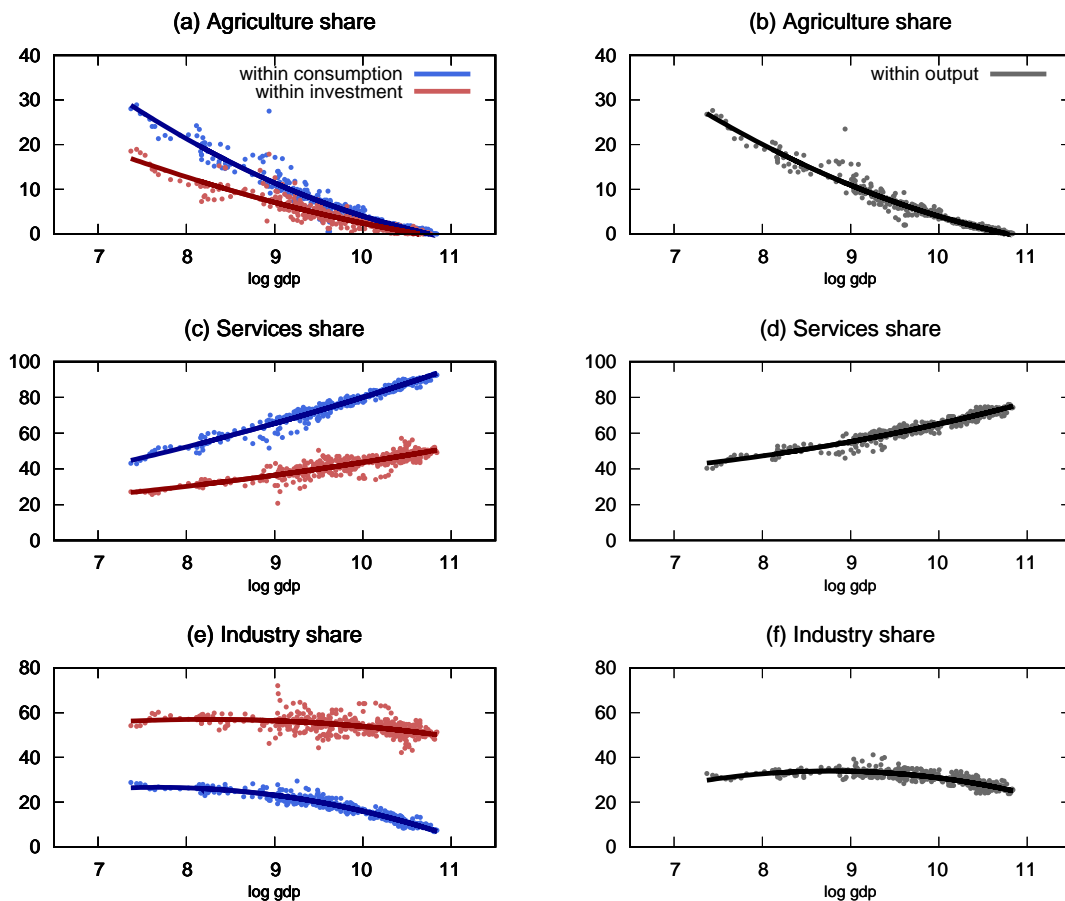 (a) Agriculture share
40
30
20
10
0
within consumption
within investment
7 8 9 10 11
log gdp
(b) Agriculture share
40
30
20
10
0
within output
7 8 9 10 11
log gdp
(c) Services share
100
80
60
40
20
0
7 8 9 10 11
log gdp
(d) Services share
100
80
60
40
20
0
7 8 9 10 11
log gdp
(e) Industry share
80
60
40
20
0
7 8 9 10 11
log gdp
(f) Industry share
80
60
40
20
0
7 8 9 10 11
log gdp